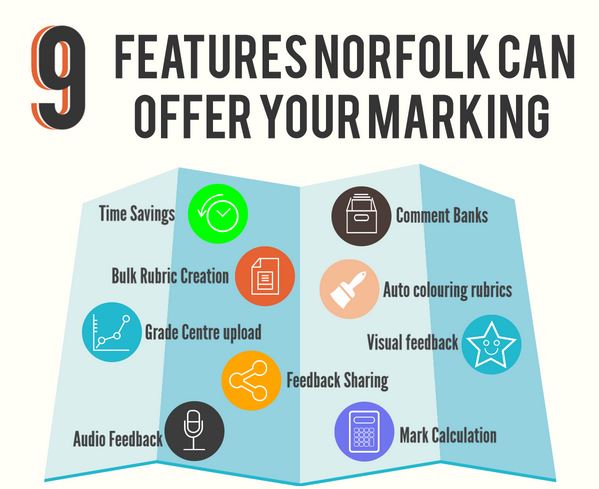 9 FEATURES NORFOLK CAN
OFFER YOUR MARKING
Time Savings
Comment Banks
Bulk Rubric Creation
Auto colouring rubrics
Grade Centre upload
Visual feedback
Feedback Sharing
Audio Feedback
Mark Calculation